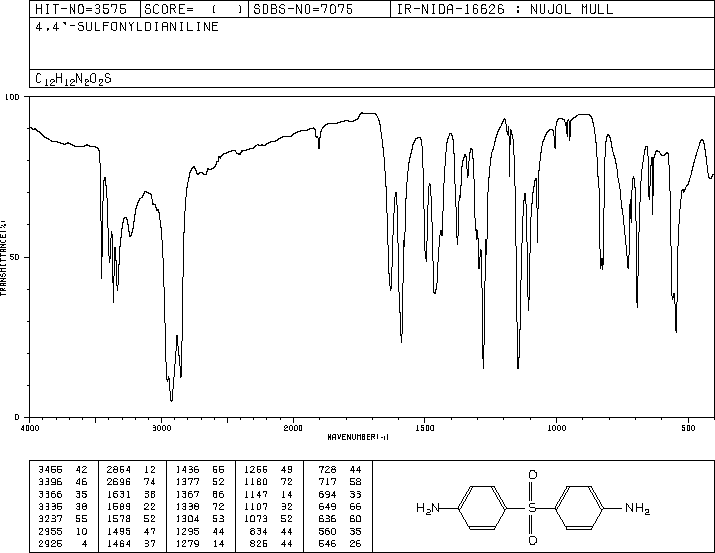 HIT-NO=3575 SCORE= ( ) SDBS-NO=7075 IR-NIDA-16626 : NUJOL MULL
4,4'-SULFONYLDIANILINE
C12H12N2O2S
100
50
0
TRANSMITTANCE(%)
4000 3000 2000 1500 1000 500
WAVENUMBER(-1)
3455 42 2854 12 1436 55 1266 49 728 44
3396 46 2696 74 1377 52 1180 72 717 58
3366 35 1631 38 1367 86 1147 14 694 33
3335 38 1589 22 1338 72 1107 32 649 66
3237 55 1578 52 1304 53 1073 52 636 60
2955 10 1495 47 1295 44 834 44 560 35
2925 4 1464 37 1279 14 826 44 546 26
O
H2N S NH2
O